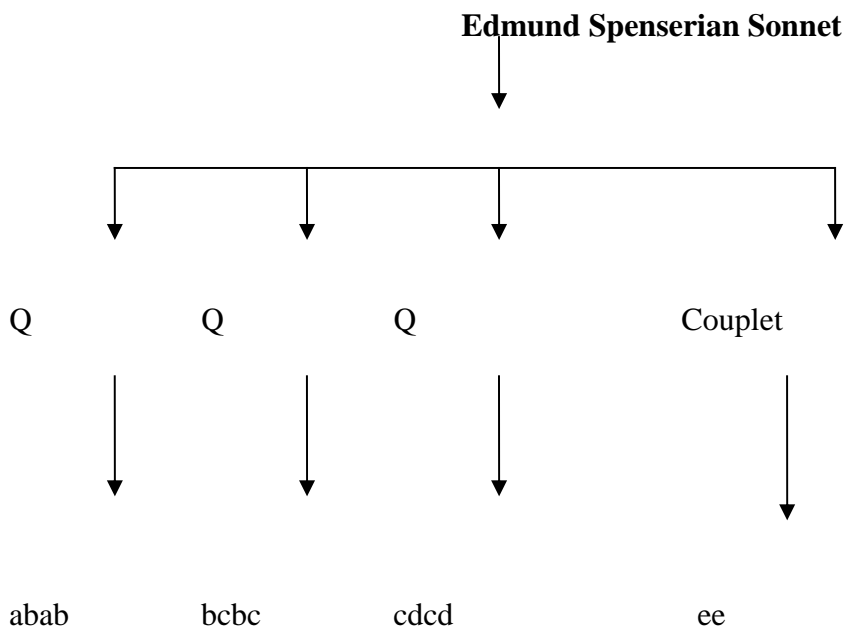 Edmund Spenserian Sonnet
Q Q Q Couplet
abab bcbc cdcd ee